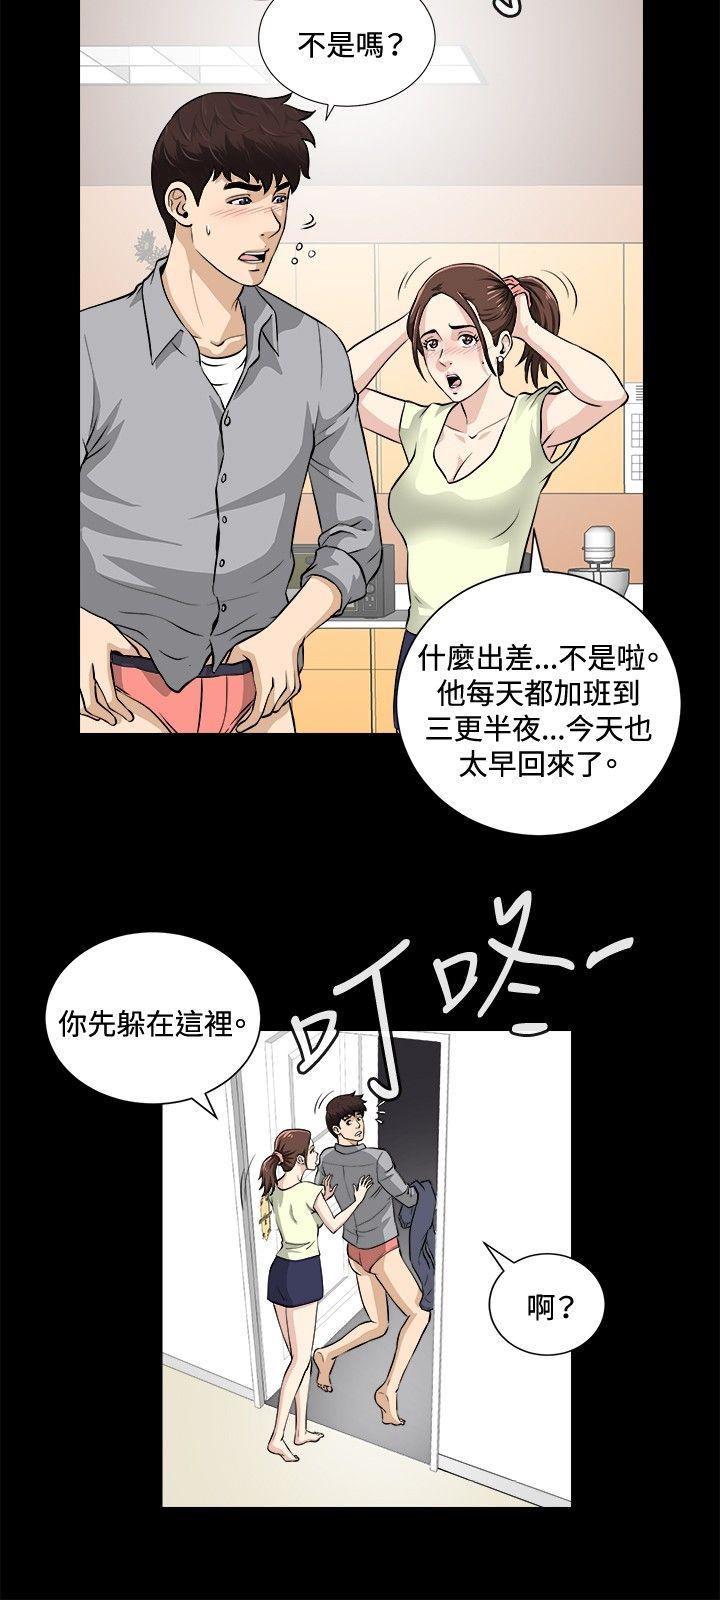 不是嗎？
什麼出差...不是啦。
他每天都加班到
三更半夜...今天也
太早回來了。
叮咚
你先躲在這裡。
啊？